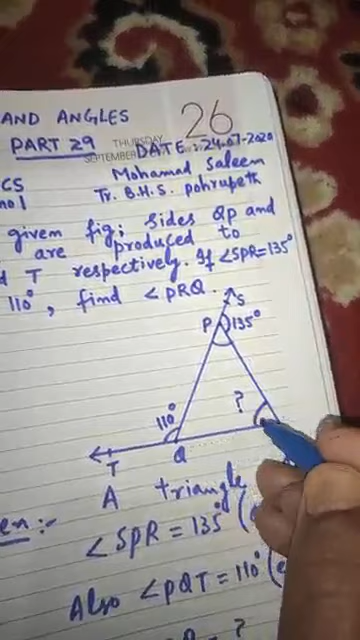 AND ANGLES
26
PART 29
THURSDAY
SEPTEMBER
DATE :- 24-07-2020
CS
Mohamad Saleem
no 1
Tr. B.H.S. pohrupeth
given fig; sides QP and
are produced to
T respectively. If ∠SPR=135°
110°, find ∠PRQ.
S
P
135°
?
110°
T
Q
A triangle
en:-
∠SPR = 135°
Also ∠PQT = 110°
= ?